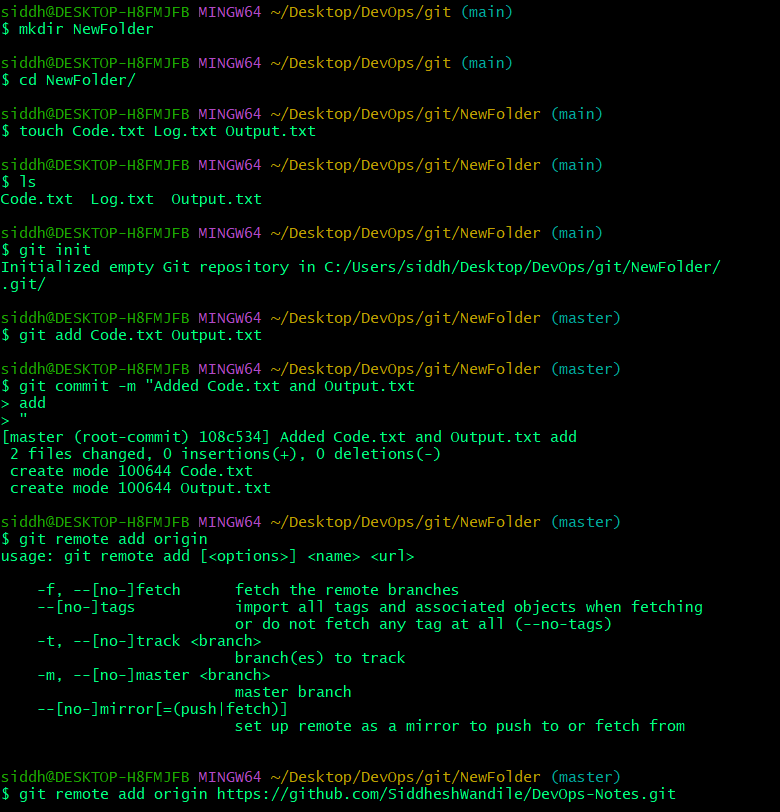 siddh@DESKTOP-H8FMJFB MINGW64 ~/Desktop/DevOps/git (main)
$ mkdir NewFolder
siddh@DESKTOP-H8FMJFB MINGW64 ~/Desktop/DevOps/git (main)
$ cd NewFolder/
siddh@DESKTOP-H8FMJFB MINGW64 ~/Desktop/DevOps/git/NewFolder (main)
$ touch Code.txt Log.txt Output.txt
siddh@DESKTOP-H8FMJFB MINGW64 ~/Desktop/DevOps/git/NewFolder (main)
$ ls
Code.txt  Log.txt  Output.txt
siddh@DESKTOP-H8FMJFB MINGW64 ~/Desktop/DevOps/git/NewFolder (main)
$ git init
Initialized empty Git repository in C:/Users/siddh/Desktop/DevOps/git/NewFolder/
.git/
siddh@DESKTOP-H8FMJFB MINGW64 ~/Desktop/DevOps/git/NewFolder (master)
$ git add Code.txt Output.txt
siddh@DESKTOP-H8FMJFB MINGW64 ~/Desktop/DevOps/git/NewFolder (master)
$ git commit -m "Added Code.txt and Output.txt
> add
> "
[master (root-commit) 108c534] Added Code.txt and Output.txt add
 2 files changed, 0 insertions(+), 0 deletions(-)
 create mode 100644 Code.txt
 create mode 100644 Output.txt
siddh@DESKTOP-H8FMJFB MINGW64 ~/Desktop/DevOps/git/NewFolder (master)
$ git remote add origin
usage: git remote add [<options>] <name> <url>
    -f, --[no-]fetch      fetch the remote branches
    --[no-]tags           import all tags and associated objects when fetching
                          or do not fetch any tag at all (--no-tags)
    -t, --[no-]track <branch>
                          branch(es) to track
    -m, --[no-]master <branch>
                          master branch
    --[no-]mirror[=(push|fetch)]
                          set up remote as a mirror to push to or fetch from
siddh@DESKTOP-H8FMJFB MINGW64 ~/Desktop/DevOps/git/NewFolder (master)
$ git remote add origin https://github.com/SiddheshWandile/DevOps-Notes.git